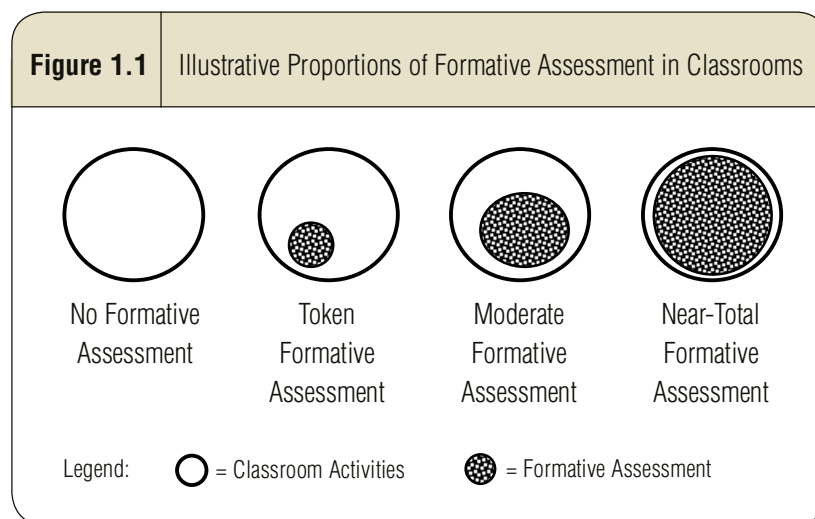 Figure 1.1 Illustrative Proportions of Formative Assessment in Classrooms
No Formative
Assessment
Token
Formative
Assessment
Moderate
Formative
Assessment
Near-Total
Formative
Assessment
Legend: = Classroom Activities = Formative Assessment